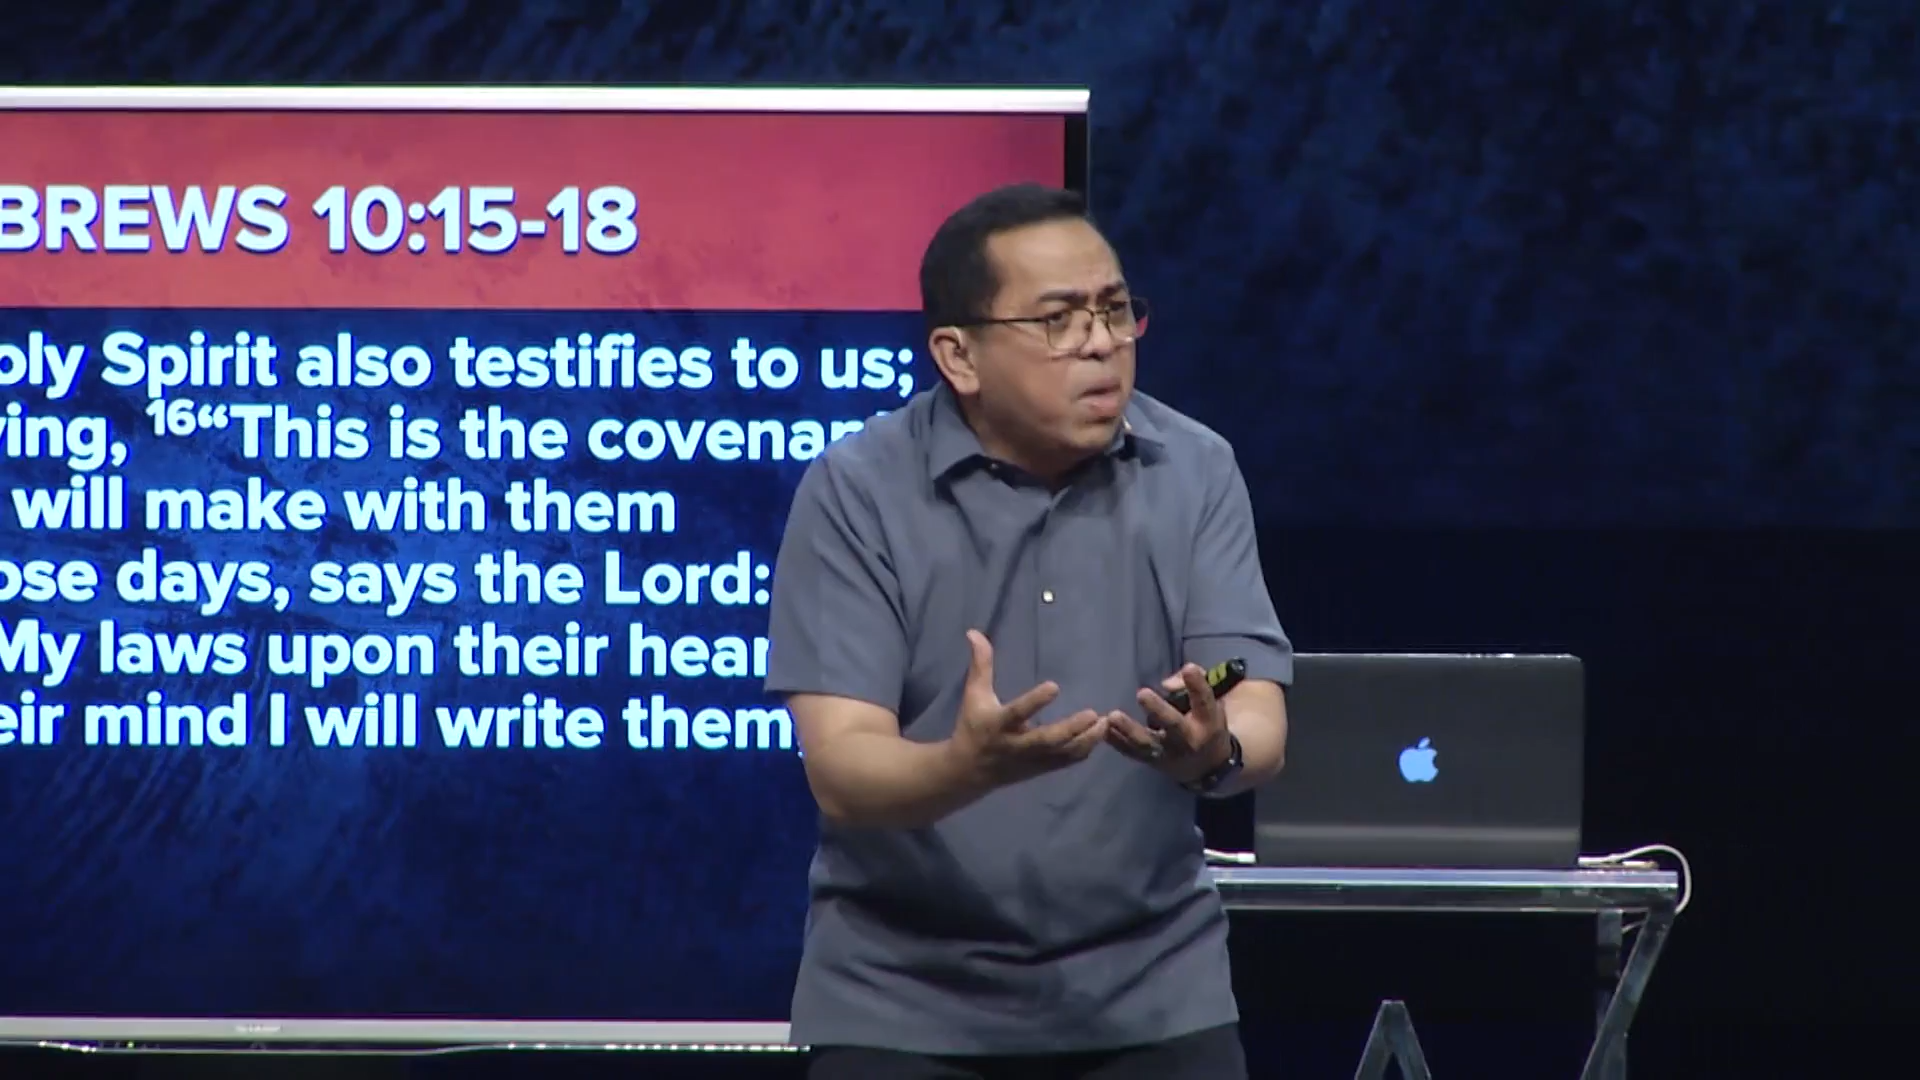 BREWS 10:15-18
oly Spirit also testifies to us;
ying, 16“This is the covenan
will make with them
ose days, says the Lord:
My laws upon their hear
eir mind I will write them,